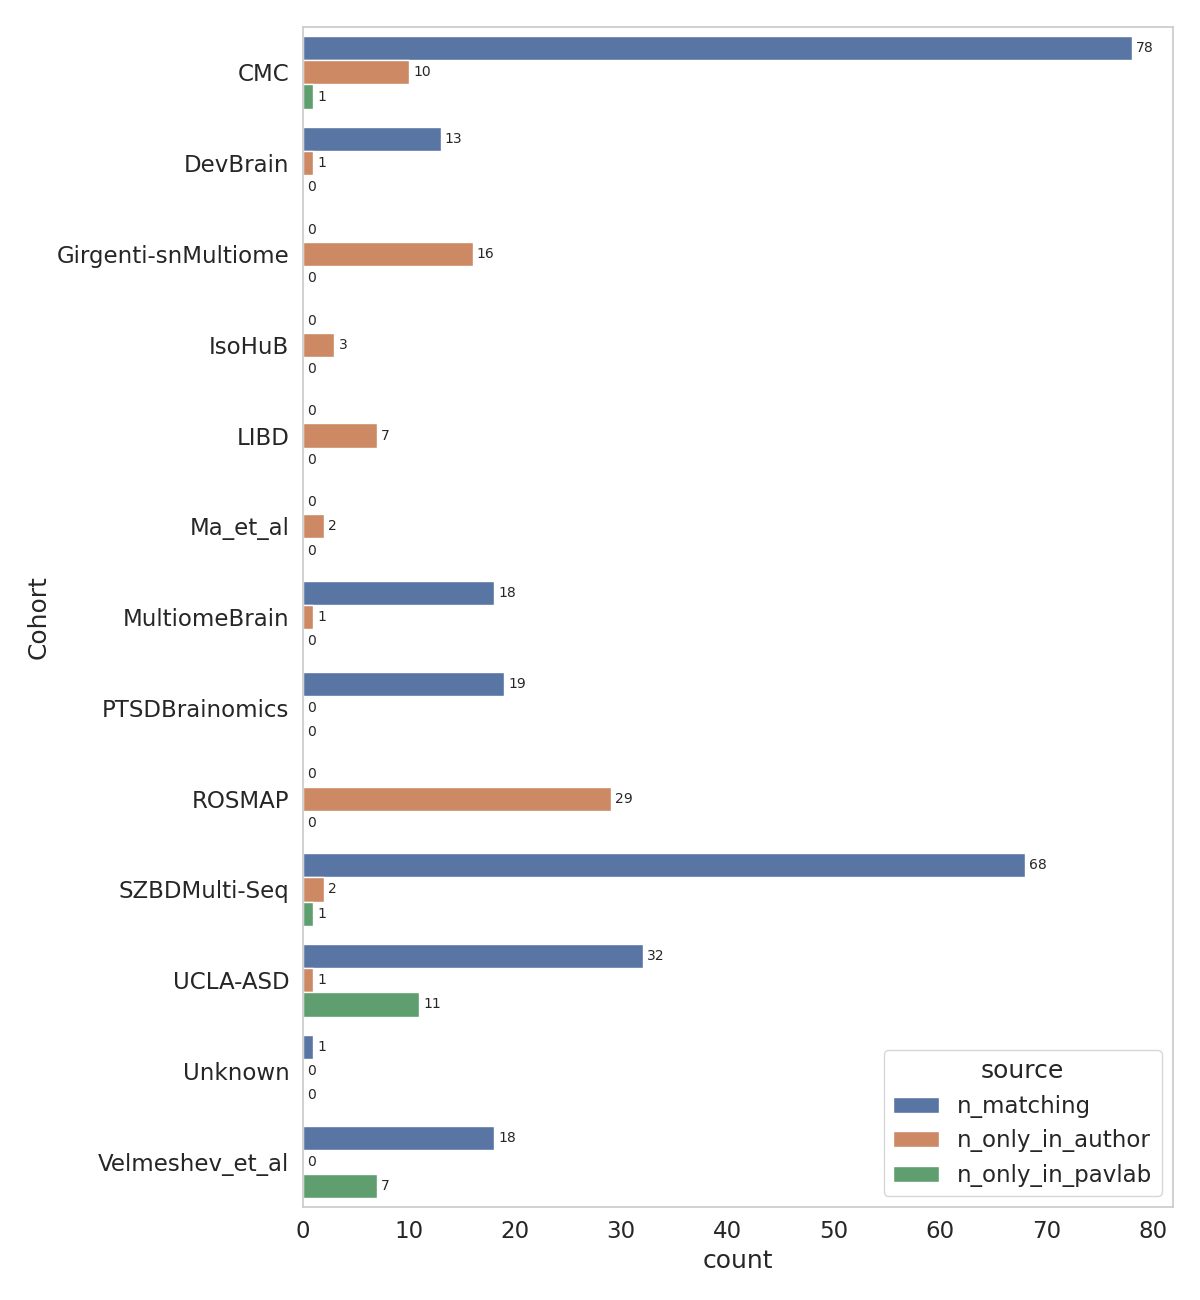 CMC
78
10
1
DevBrain
13
1
0
Girgenti-snMultiome
0
16
0
IsoHuB
0
3
0
LIBD
0
7
0
Ma_et_al
0
2
0
MultiomeBrain
18
1
0
PTSDBrainomics
19
0
0
ROSMAP
0
29
0
SZBDMulti-Seq
68
2
1
UCLA-ASD
32
1
11
Unknown
1
0
0
Velmeshev_et_al
18
0
7
Cohort
source
n_matching
n_only_in_author
n_only_in_pavlab
0 10 20 30 40 50 60 70 80
count